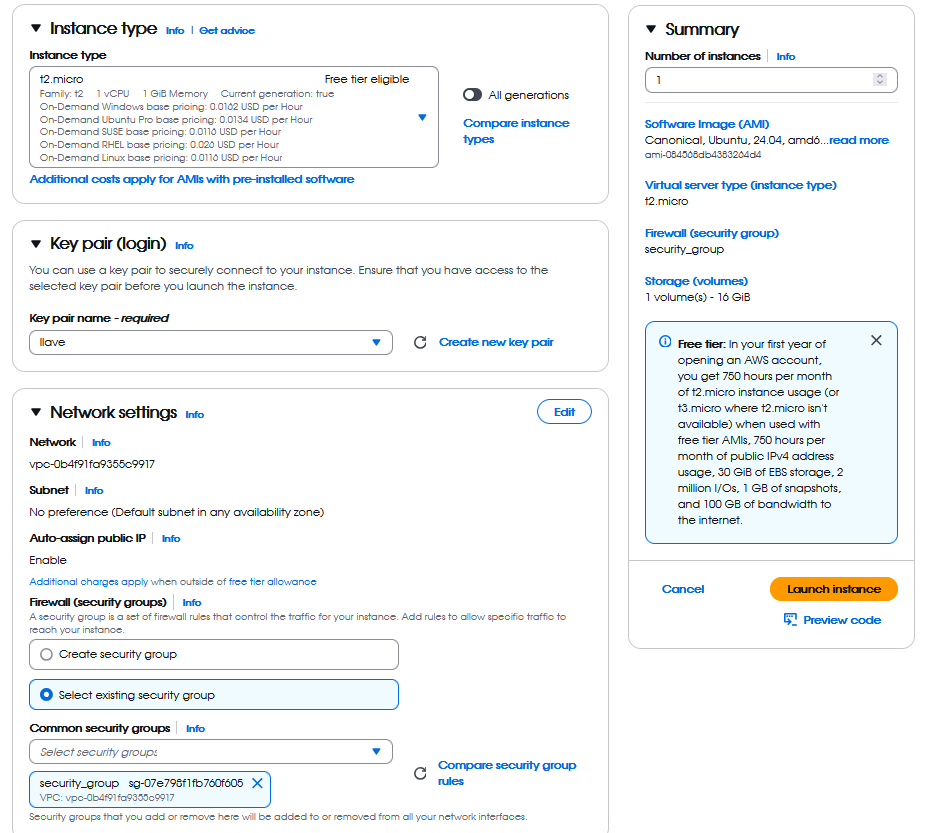 Instance type Info | Get advice
Instance type
t2.micro Free tier eligible
Family: t2 1 vCPU 1 GiB Memory Current generation: true
On-Demand Windows base pricing: 0.0162 USD per Hour
On-Demand Ubuntu Pro base pricing: 0.0134 USD per Hour
On-Demand SUSE base pricing: 0.0116 USD per Hour
On-Demand RHEL base pricing: 0.026 USD per Hour
On-Demand Linux base pricing: 0.0116 USD per Hour
All generations
Compare instance
types
Additional costs apply for AMIs with pre-installed software
Key pair (login) Info
You can use a key pair to securely connect to your instance. Ensure that you have access to the
selected key pair before you launch the instance.
Key pair name - required
llave
Create new key pair
Network settings Info
Edit
Network Info
vpc-0b4f91fa9355c9917
Subnet Info
No preference (Default subnet in any availability zone)
Auto-assign public IP Info
Enable
Additional charges apply when outside of free tier allowance
Firewall (security groups) Info
A security group is a set of firewall rules that control the traffic for your instance. Add rules to allow specific traffic to
reach your instance.
Create security group
Select existing security group
Common security groups Info
Select security groups
Compare security group
rules
security_group sg-07e798f1fb760f605
VPC: vpc-0b4f91fa9355c9917
Security groups that you add or remove here will be added to or removed from all your network interfaces.
Summary
Number of instances Info
1
Software Image (AMI)
Canonical, Ubuntu, 24.04, amd6...read more
ami-084568db4383264d4
Virtual server type (instance type)
t2.micro
Firewall (security group)
security_group
Storage (volumes)
1 volume(s) - 16 GiB
Free tier: In your first year of
opening an AWS account,
you get 750 hours per month
of t2.micro instance usage (or
t3.micro where t2.micro isn't
available) when used with
free tier AMIs, 750 hours per
month of public IPv4 address
usage, 30 GiB of EBS storage, 2
million I/Os, 1 GB of snapshots,
and 100 GB of bandwidth to
the internet.
Cancel
Launch instance
Preview code